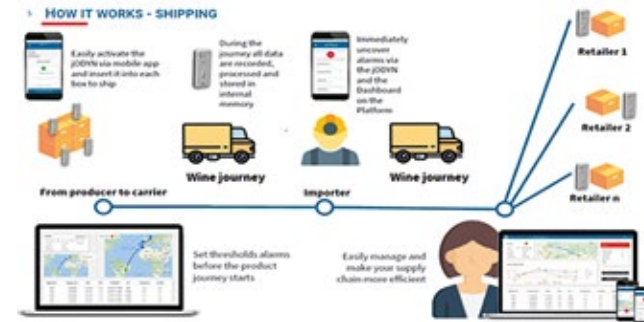 HOW IT WORKS - SHIPPING
Easily activate the
jODYN via mobile app
and insert it into each
box to ship
During the
journey all data
are recorded,
processed and
stored in
internal
memory
Immediately
uncover
alarms via
the jODYN
and the
Dashboard
on the
Platform
Retailer 1
Retailer 2
Retailer n
Wine journey
Wine journey
From producer to carrier
Importer
Set thresholds alarms
before the product
journey starts
Easily manage and
make your supply
chain more efficient